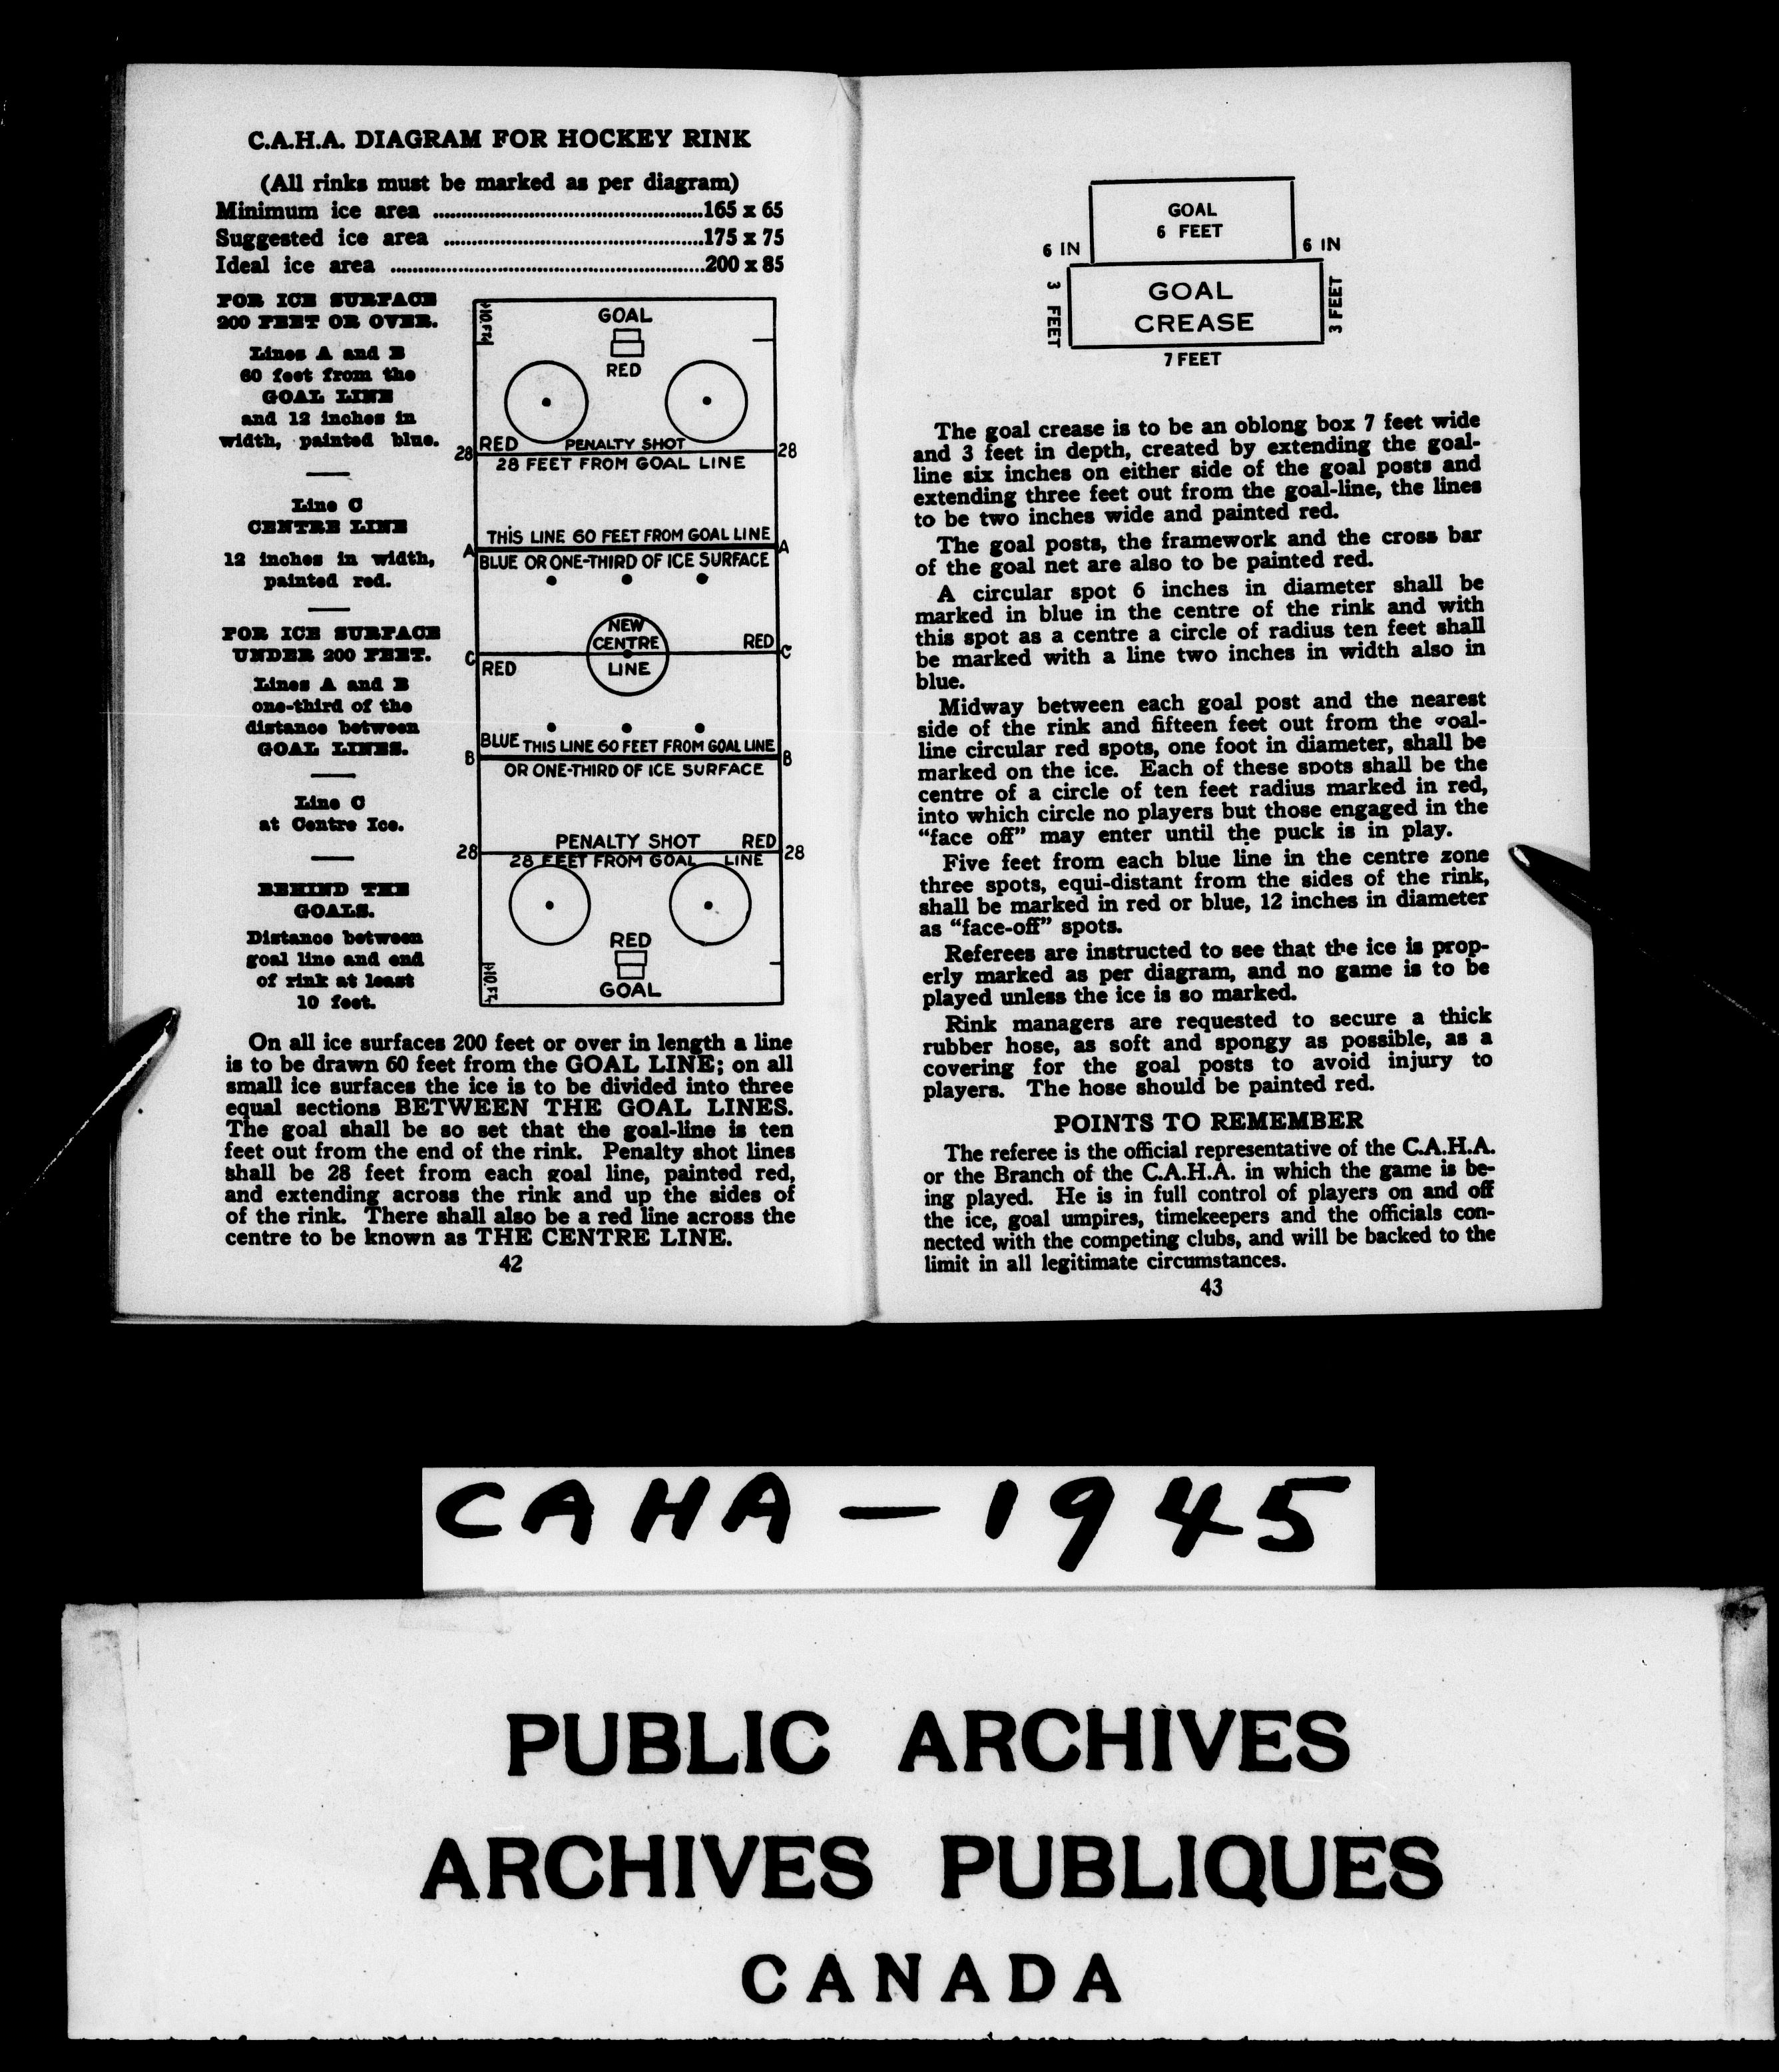 C.A.H.A. DIAGRAM FOR HOCKEY RINK
(All rinks must be marked as per diagram)
Minimum ice area ........ 165 x 65
Suggested ice area ........ 175 x 75
Ideal ice area ........ 200 x 85
FOR ICE SURFACE
200 FEET OR OVER.
Lines A and B
60 feet from the
GOAL LINE
and 12 inches in
width, painted blue.
Line C
CENTRE LINE
12 inches in width,
painted red.
FOR ICE SURFACE
UNDER 200 FEET.
Lines A and B
one-third of the
distance between
GOAL LINES.
Line C
at Centre Ice.
BEHIND THE
GOALS.
Distance between
goal line and end
of rink at least
10 feet.
10 FT.
GOAL
RED
RED PENALTY SHOT
28 28
28 FEET FROM GOAL LINE
THIS LINE 60 FEET FROM GOAL LINE
A A
BLUE OR ONE-THIRD OF ICE SURFACE
NEW
CENTRE RED
C C
RED LINE
BLUE THIS LINE 60 FEET FROM GOAL LINE
B B
OR ONE-THIRD OF ICE SURFACE
PENALTY SHOT RED
28 28
28 FEET FROM GOAL LINE
RED
10 FT.
GOAL
On all ice surfaces 200 feet or over in length a line
is to be drawn 60 feet from the GOAL LINE; on all
small ice surfaces the ice is to be divided into three
equal sections BETWEEN THE GOAL LINES.
The goal shall be so set that the goal-line is ten
feet out from the end of the rink. Penalty shot lines
shall be 28 feet from each goal line, painted red,
and extending across the rink and up the sides of
of the rink. There shall also be a red line across the
centre to be known as THE CENTRE LINE.
42
GOAL
6 FEET
6 IN 6 IN
3 FEET
GOAL
CREASE
3 FEET
7 FEET
The goal crease is to be an oblong box 7 feet wide
and 3 feet in depth, created by extending the goal-
line six inches on either side of the goal posts and
extending three feet out from the goal-line, the lines
to be two inches wide and painted red.
The goal posts, the framework and the cross bar
of the goal net are also to be painted red.
A circular spot 6 inches in diameter shall be
marked in blue in the centre of the rink and with
this spot as a centre a circle of radius ten feet shall
be marked with a line two inches in width also in
blue.
Midway between each goal post and the nearest
side of the rink and fifteen feet out from the goal-
line circular red spots, one foot in diameter, shall be
marked on the ice. Each of these spots shall be the
centre of a circle of ten feet radius marked in red,
into which circle no players but those engaged in the
"face off" may enter until the puck is in play.
Five feet from each blue line in the centre zone
three spots, equi-distant from the sides of the rink,
shall be marked in red or blue, 12 inches in diameter
as "face-off" spots.
Referees are instructed to see that the ice is prop-
erly marked as per diagram, and no game is to be
played unless the ice is so marked.
Rink managers are requested to secure a thick
rubber hose, as soft and spongy as possible, as a
covering for the goal posts to avoid injury to
players. The hose should be painted red.
POINTS TO REMEMBER
The referee is the official representative of the C.A.H.A.
or the Branch of the C.A.H.A. in which the game is be-
ing played. He is in full control of players on and off
the ice, goal umpires, timekeepers and the officials con-
nected with the competing clubs, and will be backed to the
limit in all legitimate circumstances.
43
CAHA — 1945
PUBLIC ARCHIVES
ARCHIVES PUBLIQUES
CANADA